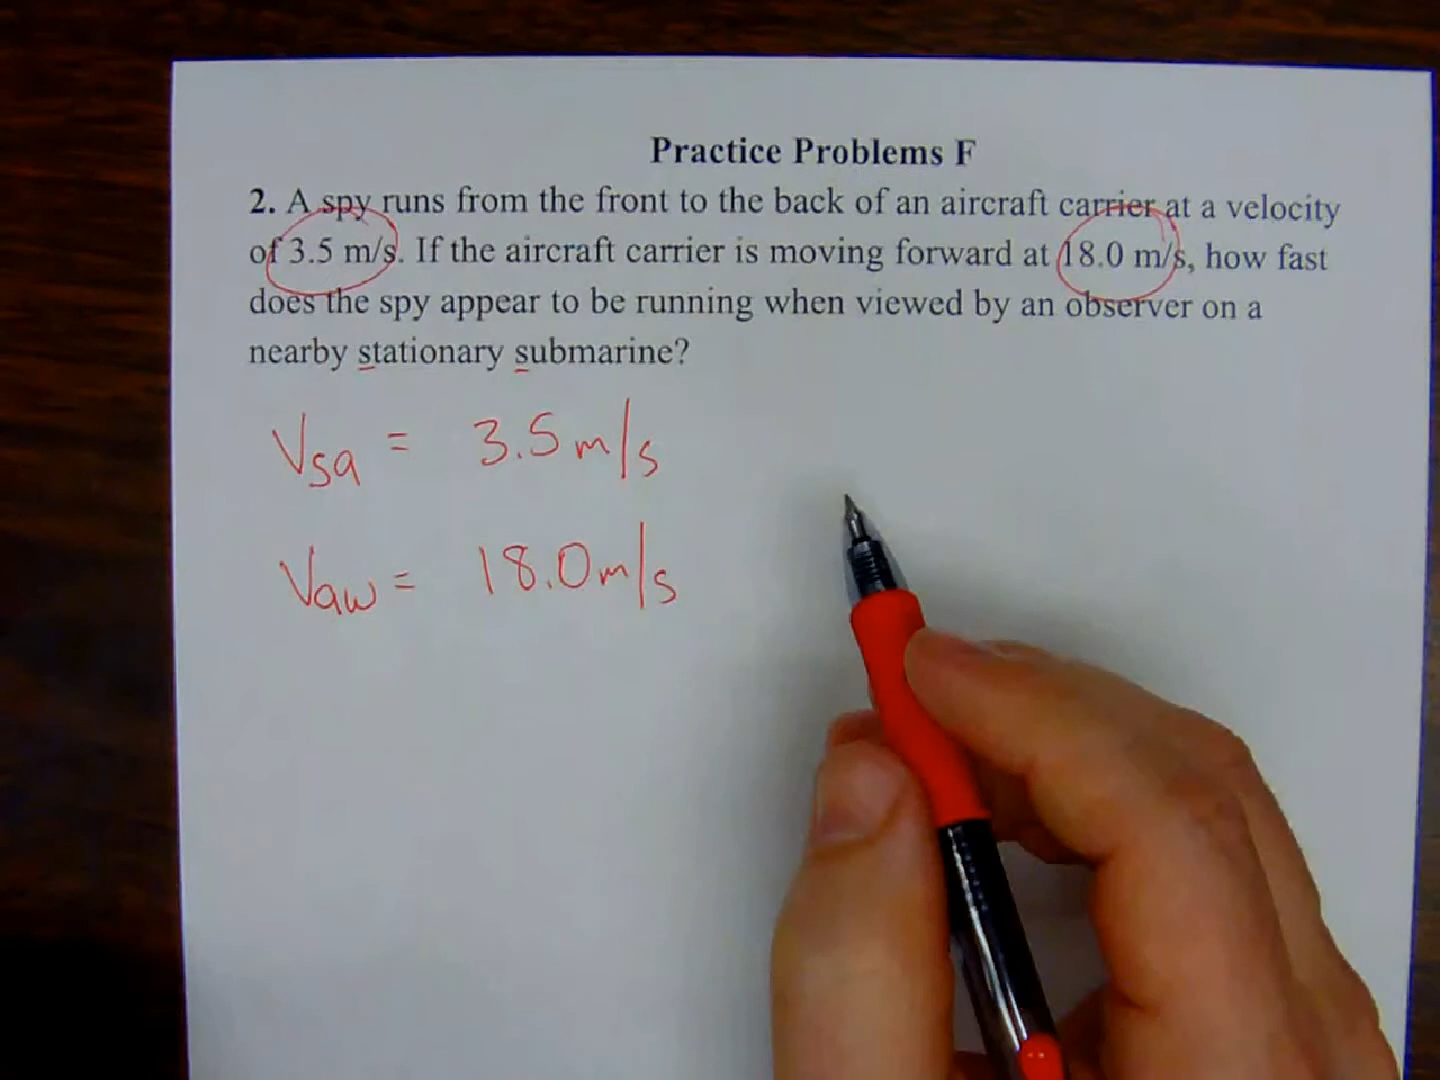 Practice Problems F
2. A spy runs from the front to the back of an aircraft carrier at a velocity
of 3.5 m/s. If the aircraft carrier is moving forward at 18.0 m/s, how fast
does the spy appear to be running when viewed by an observer on a
nearby stationary submarine?
Vsa = 3.5 m/s
Vaw = 18.0 m/s